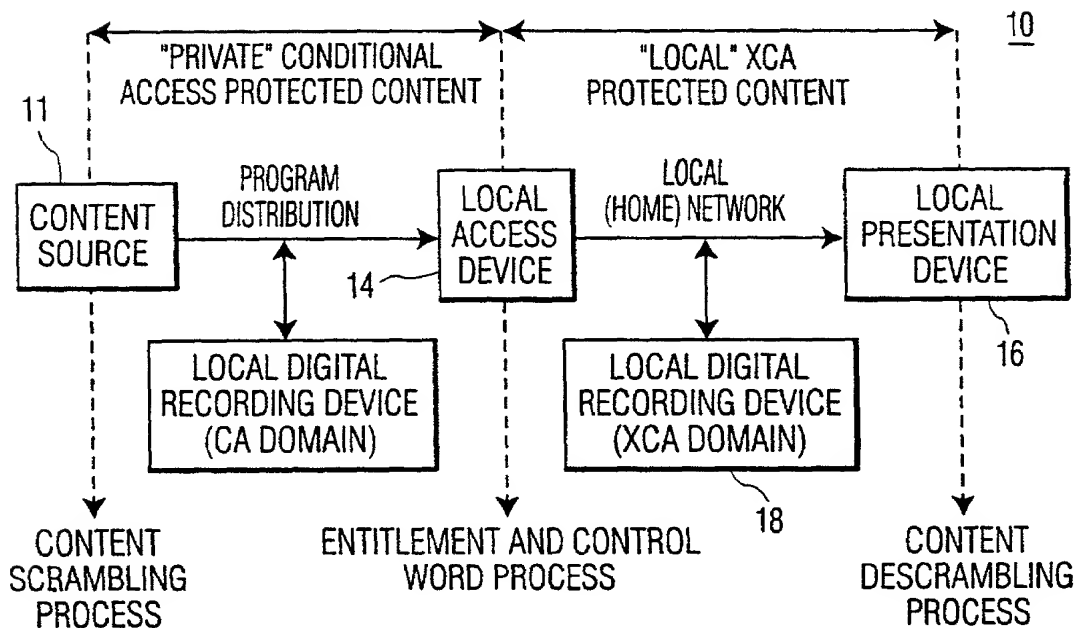 10
"PRIVATE" CONDITIONAL
ACCESS PROTECTED CONTENT
"LOCAL" XCA
PROTECTED CONTENT
11
CONTENT
SOURCE
PROGRAM
DISTRIBUTION
LOCAL
ACCESS
DEVICE
14
LOCAL
(HOME) NETWORK
LOCAL
PRESENTATION
DEVICE
16
LOCAL DIGITAL
RECORDING DEVICE
(CA DOMAIN)
LOCAL DIGITAL
RECORDING DEVICE
(XCA DOMAIN)
18
CONTENT
SCRAMBLING
PROCESS
ENTITLEMENT AND CONTROL
WORD PROCESS
CONTENT
DESCRAMBLING
PROCESS